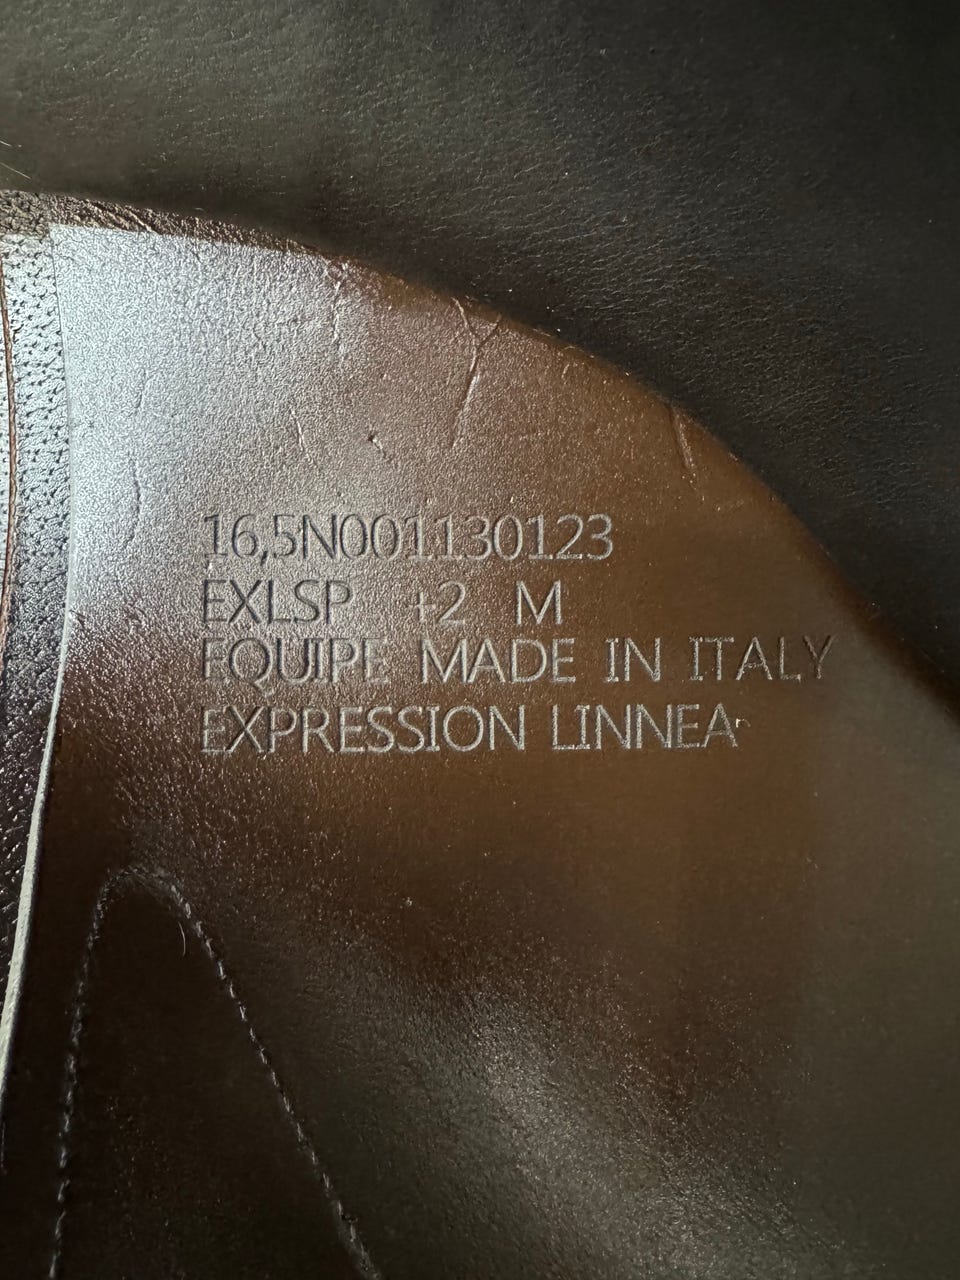 16,5N001130123
EXLSP +2 M
EQUIPE MADE IN ITALY
EXPRESSION LINNEA